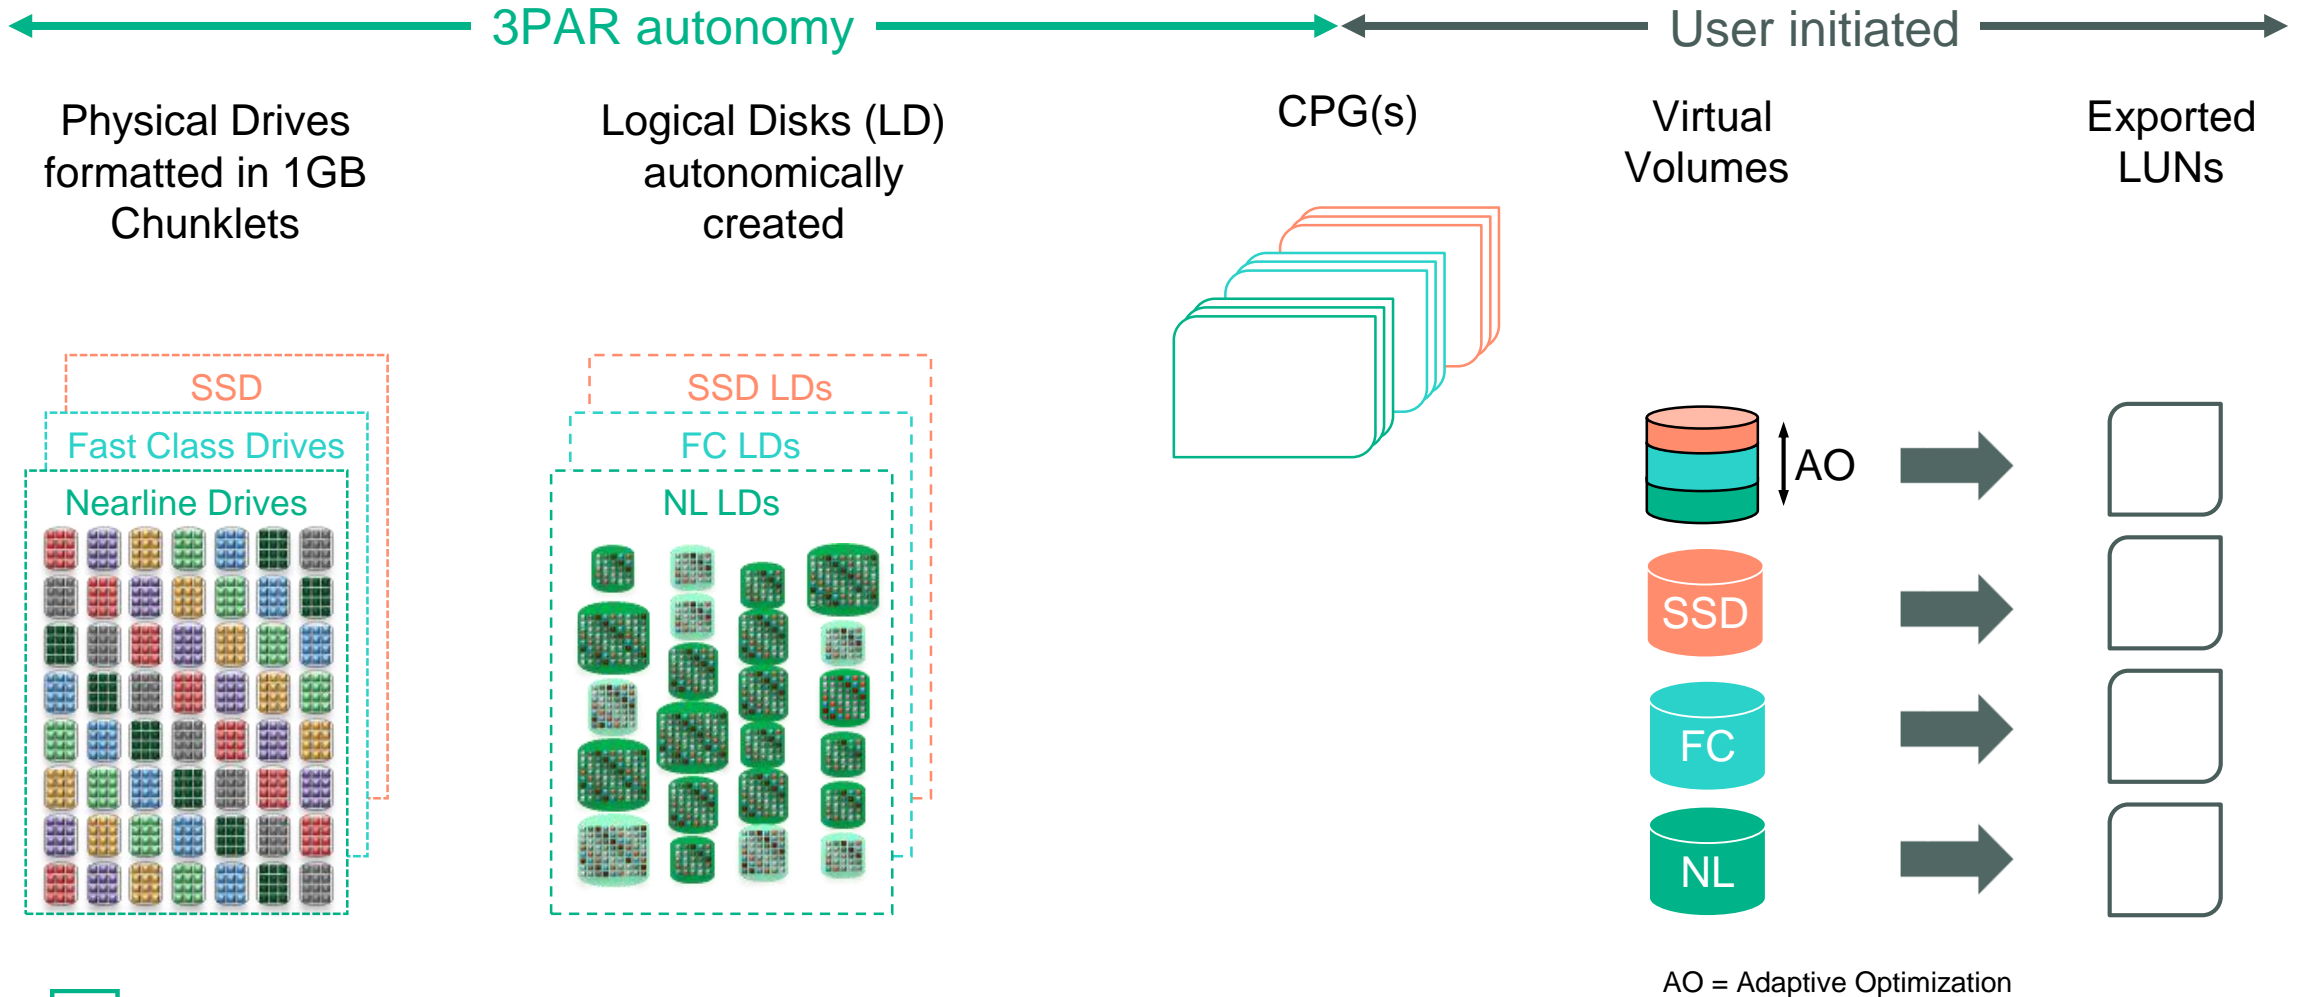 3PAR autonomy
User initiated
Physical Drives
formatted in 1GB
Chunklets
Logical Disks (LD)
autonomically
created
CPG(s)
Virtual
Volumes
Exported
LUNs
SSD
Fast Class Drives
Nearline Drives
SSD LDs
FC LDs
NL LDs
AO
SSD
FC
NL
AO = Adaptive Optimization